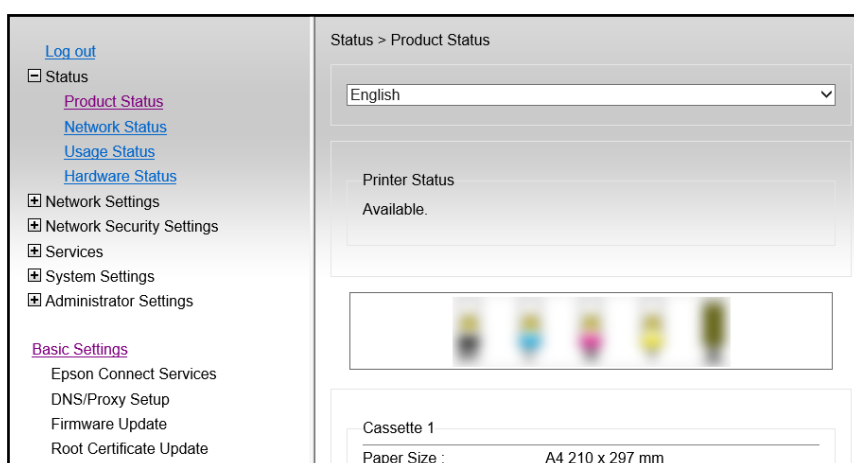 Log out
Status
Product Status
Network Status
Usage Status
Hardware Status
Network Settings
Network Security Settings
Services
System Settings
Administrator Settings
Basic Settings
Epson Connect Services
DNS/Proxy Setup
Firmware Update
Root Certificate Update
Status > Product Status
English
Printer Status
Available.
Cassette 1
Paper Size : A4 210 x 297 mm